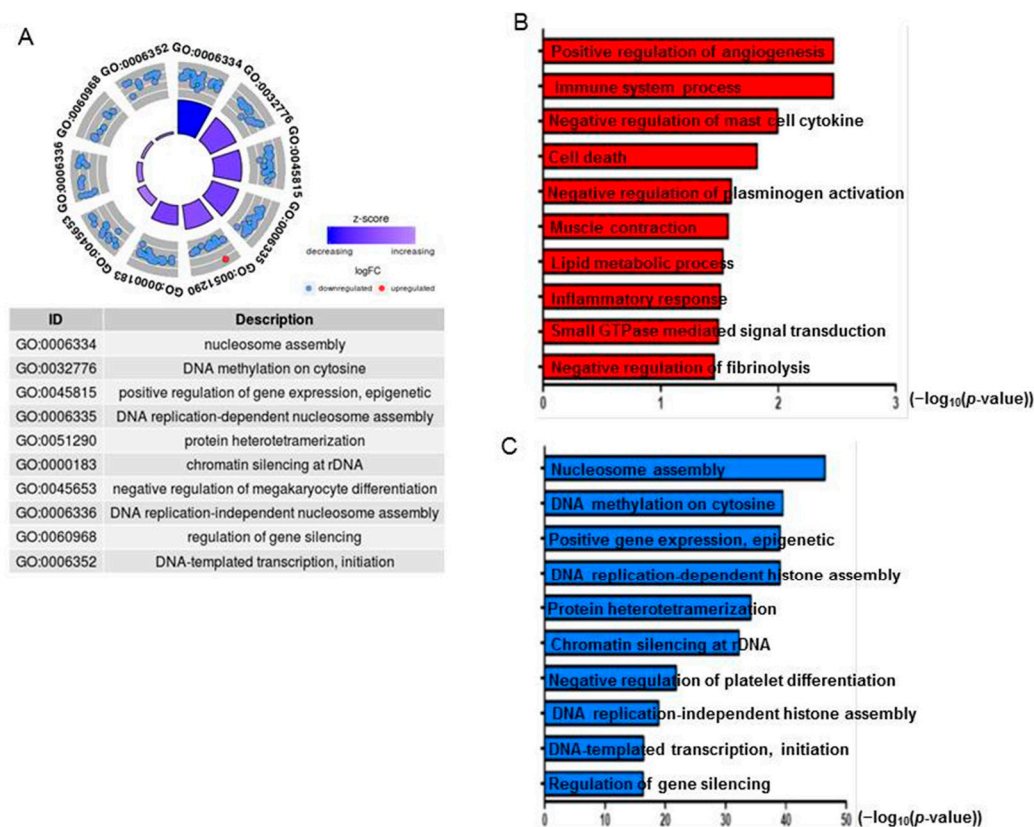 A
GO:0006352
GO:0006334
GO:0032776
GO:0045815
GO:0006335
GO:0051290
GO:0000183
GO:0045653
GO:0006336
GO:0060968
z-score
decreasing increasing
logFC
downregulated upregulated
ID Description
GO:0006334 nucleosome assembly
GO:0032776 DNA methylation on cytosine
GO:0045815 positive regulation of gene expression, epigenetic
GO:0006335 DNA replication-dependent nucleosome assembly
GO:0051290 protein heterotetramerization
GO:0000183 chromatin silencing at rDNA
GO:0045653 negative regulation of megakaryocyte differentiation
GO:0006336 DNA replication-independent nucleosome assembly
GO:0060968 regulation of gene silencing
GO:0006352 DNA-templated transcription, initiation
B
Positive regulation of angiogenesis
Immune system process
Negative regulation of mast cell cytokine
Cell death
Negative regulation of plasminogen activation
Muscle contraction
Lipid metabolic process
Inflammatory response
Small GTPase mediated signal transduction
Negative regulation of fibrinolysis
0 1 2 3 (−log10(p-value))
C
Nucleosome assembly
DNA methylation on cytosine
Positive gene expression, epigenetic
DNA replication-dependent histone assembly
Protein heterotetramerization
Chromatin silencing at rDNA
Negative regulation of platelet differentiation
DNA replication-independent histone assembly
DNA-templated transcription, initiation
Regulation of gene silencing
0 10 20 30 40 50 (−log10(p-value))